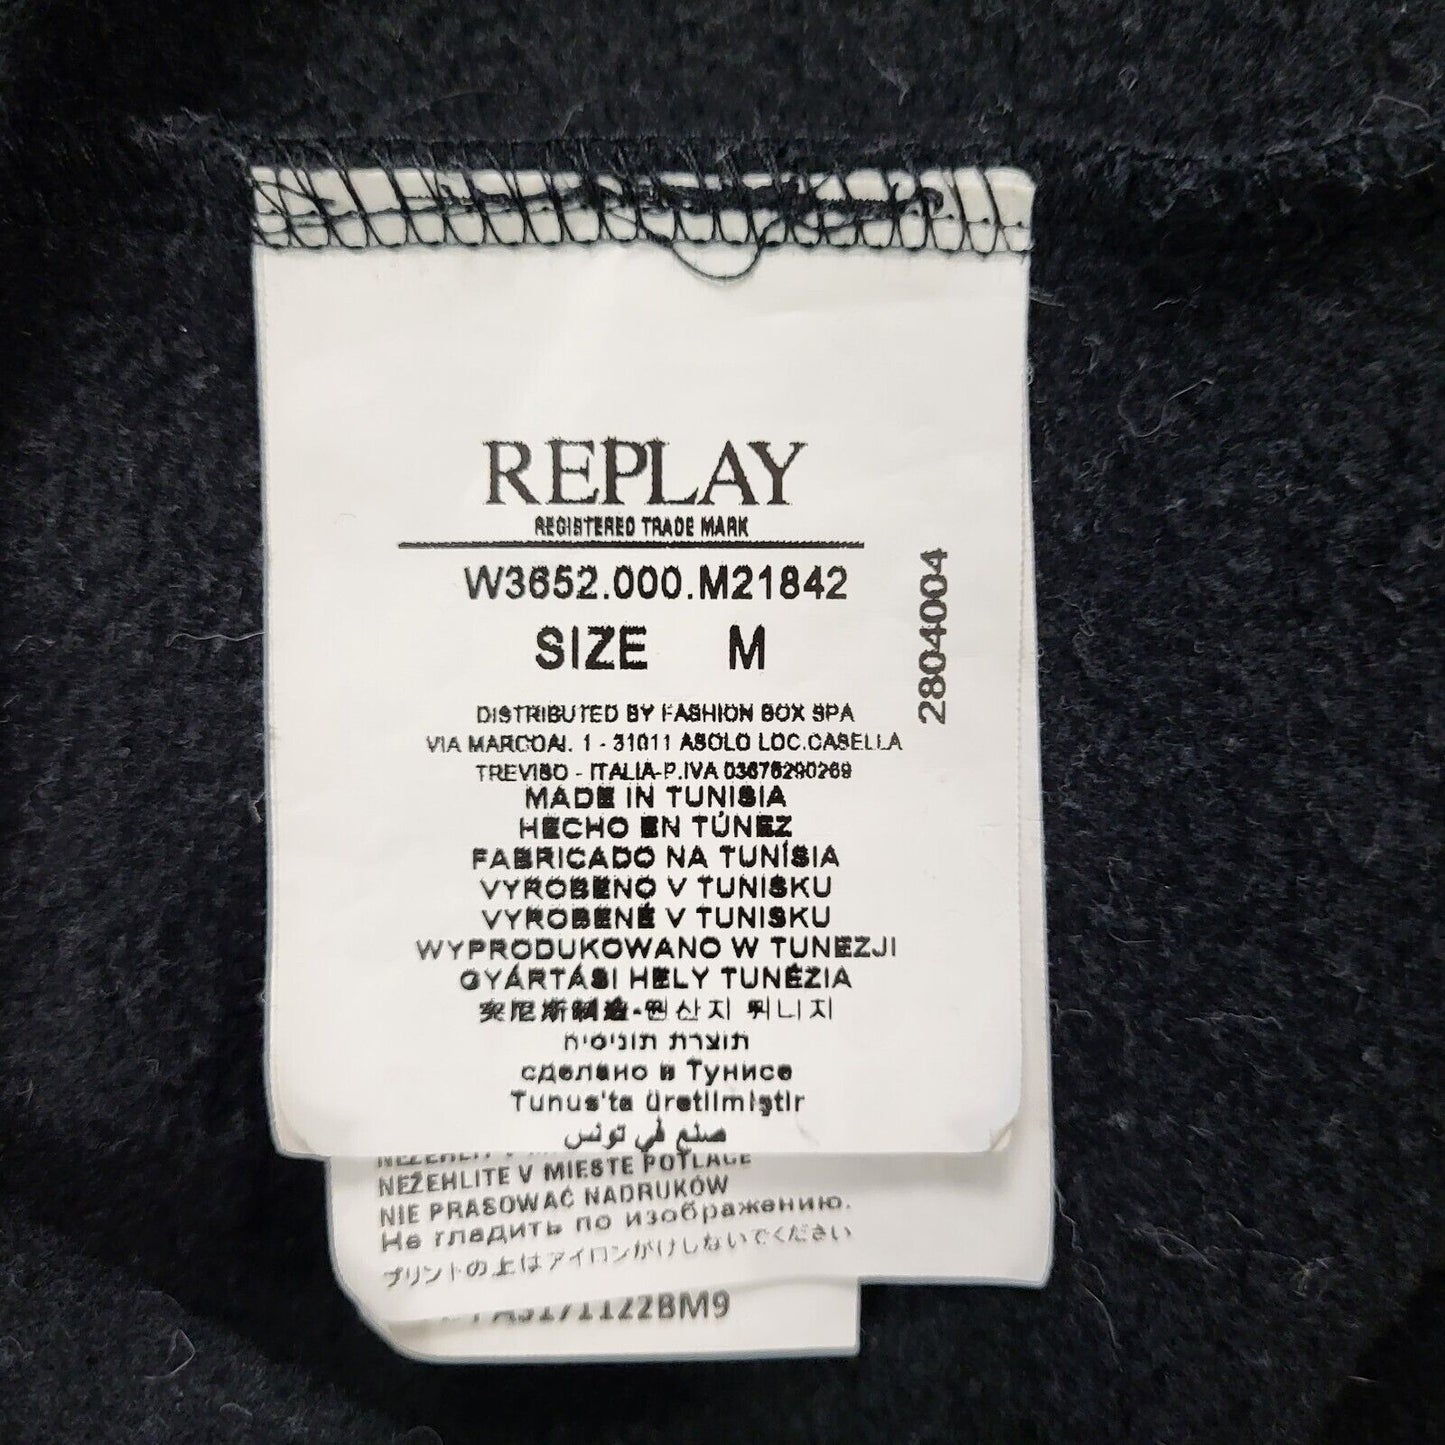 REPLAY
REGISTERED TRADE MARK
W3652.000.M21842
SIZE M
2804004
DISTRIBUTED BY FASHION BOX SPA
VIA 1 - 31011 ASOLO LOC.CASELLA
TREVISO - ITALIA-P.IVA
MADE IN TUNISIA
HECHO EN TÚNEZ
FABRICADO NA TUNÍSIA
VYROBENO V TUNISKU
VYROBENÉ V TUNISKU
WYPRODUKOWANO W TUNEZJI
GYÁRTÁSI HELY TUNÉZIA
突尼斯制造-원산지 튀니지
תוצרת תוניסיה
сделано в Тунисе
Tunus'ta üretilmiştir
صنع في تونس
NEŽEHLITE V MIESTE POTLAČE
NIE PRASOWAĆ NADRUKÓW
Не гладить по изображению.
プリントの上はアイロンがけしないでください